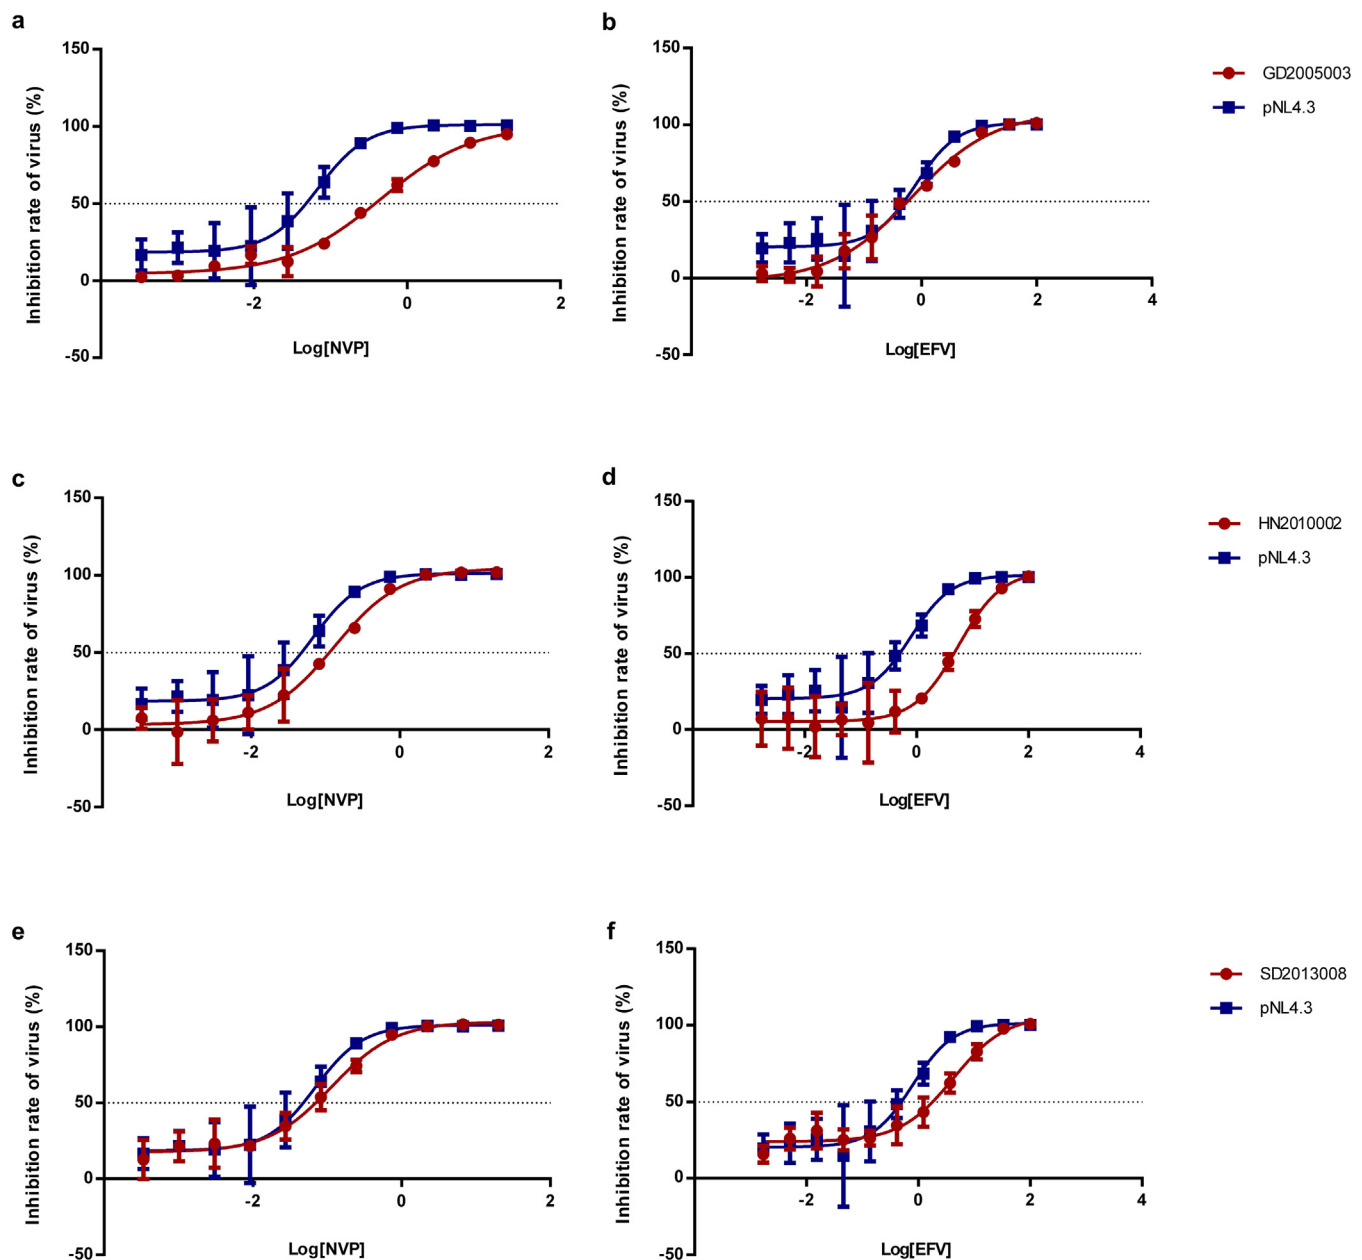 a
150
100
50
0
-50
-2
0
2
Inhibition rate of virus (%)
Log[NVP]
b
150
100
50
0
-50
-2
0
2
4
Inhibition rate of virus (%)
Log[EFV]
GD2005003
pNL4.3
c
150
100
50
0
-50
-2
0
2
Inhibition rate of virus (%)
Log[NVP]
d
150
100
50
0
-50
-2
0
2
4
Inhibition rate of virus (%)
Log[EFV]
HN2010002
pNL4.3
e
150
100
50
0
-50
-2
0
2
Inhibition rate of virus (%)
Log[NVP]
f
150
100
50
0
-50
-2
0
2
4
Inhibition rate of virus (%)
Log[EFV]
SD2013008
pNL4.3